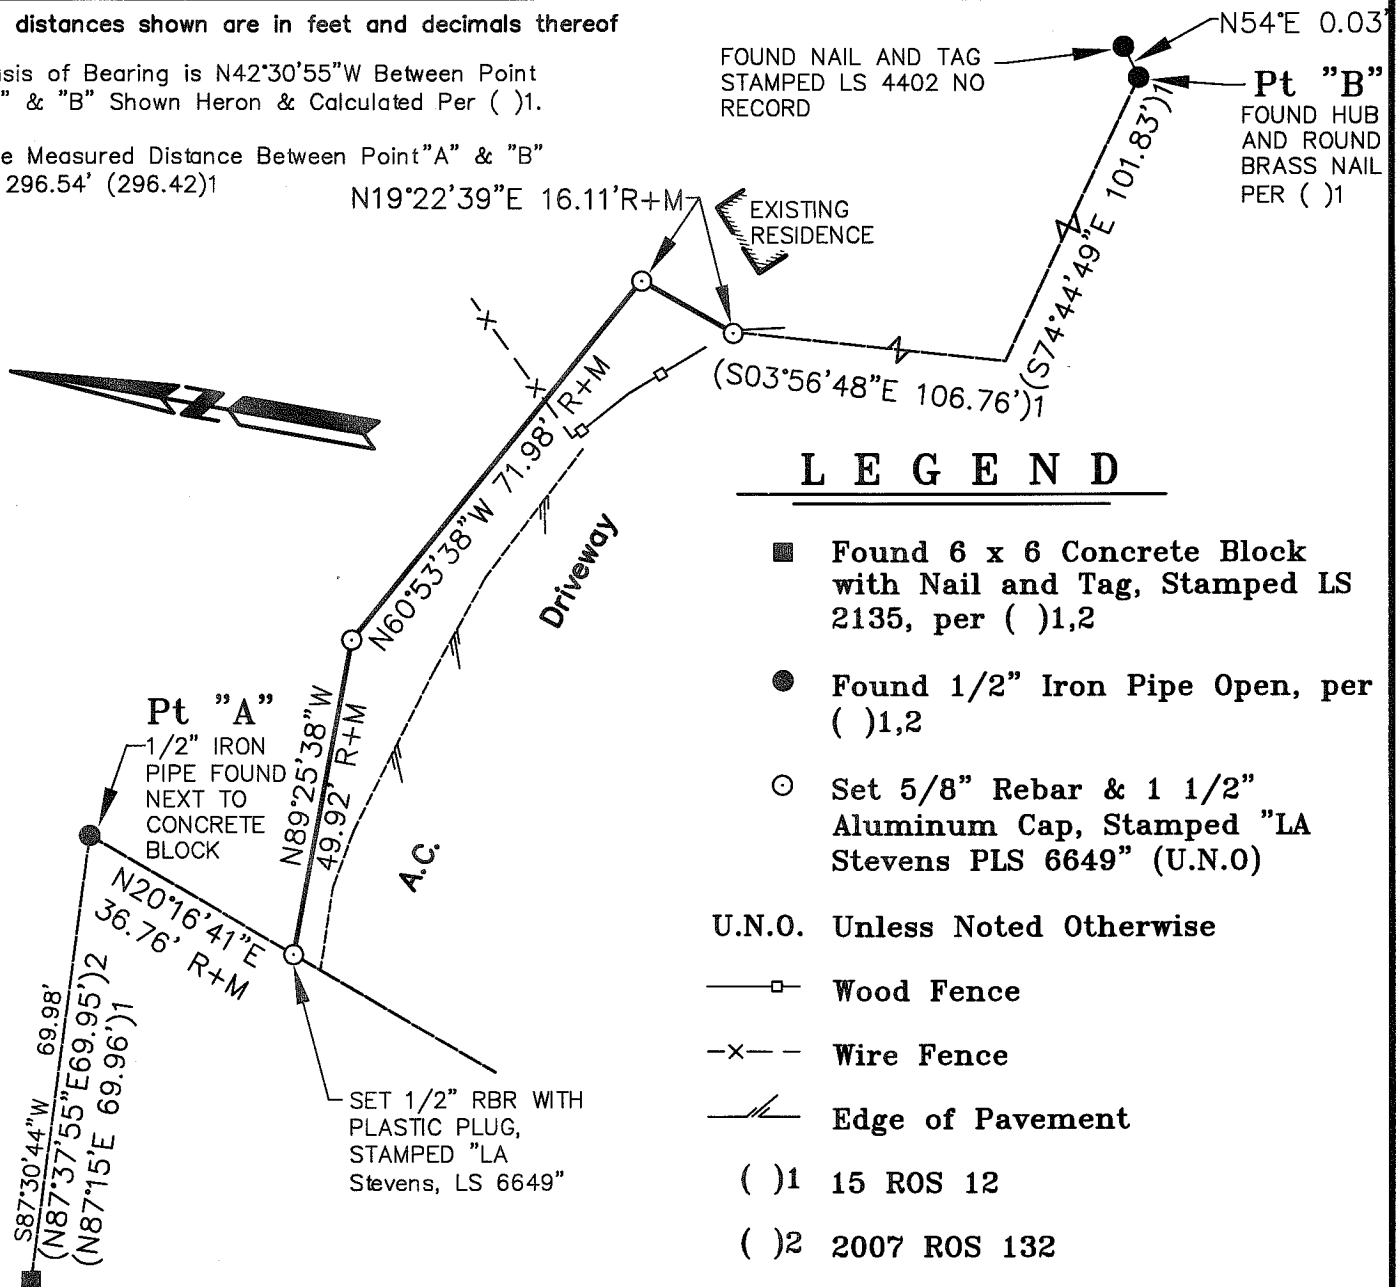 distances shown are in feet and decimals thereof
sis of Bearing is N42°30'55"W Between Point
" & "B" Shown Heron & Calculated Per ( )1.
e Measured Distance Between Point"A" & "B"
296.54' (296.42)1
N19°22'39"E 16.11'R+M
FOUND NAIL AND TAG
STAMPED LS 4402 NO
RECORD
N54°E 0.03'
Pt "B"
FOUND HUB
AND ROUND
BRASS NAIL
PER ( )1
EXISTING
RESIDENCE
(S74°44'49"E 101.83')1
(S03°56'48"E 106.76')1
N60°53'38"W 71.98' R+M
Driveway
N89°25'38"W
49.92' R+M
A.C.
Pt "A"
1/2" IRON
PIPE FOUND
NEXT TO
CONCRETE
BLOCK
N20°16'41"E
36.76' R+M
S87°30'44"W 69.98'
(N87°37'55"E69.95')2
(N87°15'E 69.96')1
SET 1/2" RBR WITH
PLASTIC PLUG,
STAMPED "LA
Stevens, LS 6649"
LEGEND
Found 6 x 6 Concrete Block
with Nail and Tag, Stamped LS
2135, per ( )1,2
Found 1/2" Iron Pipe Open, per
( )1,2
Set 5/8" Rebar & 1 1/2"
Aluminum Cap, Stamped "LA
Stevens PLS 6649" (U.N.O)
U.N.O. Unless Noted Otherwise
Wood Fence
Wire Fence
Edge of Pavement
( )1 15 ROS 12
( )2 2007 ROS 132